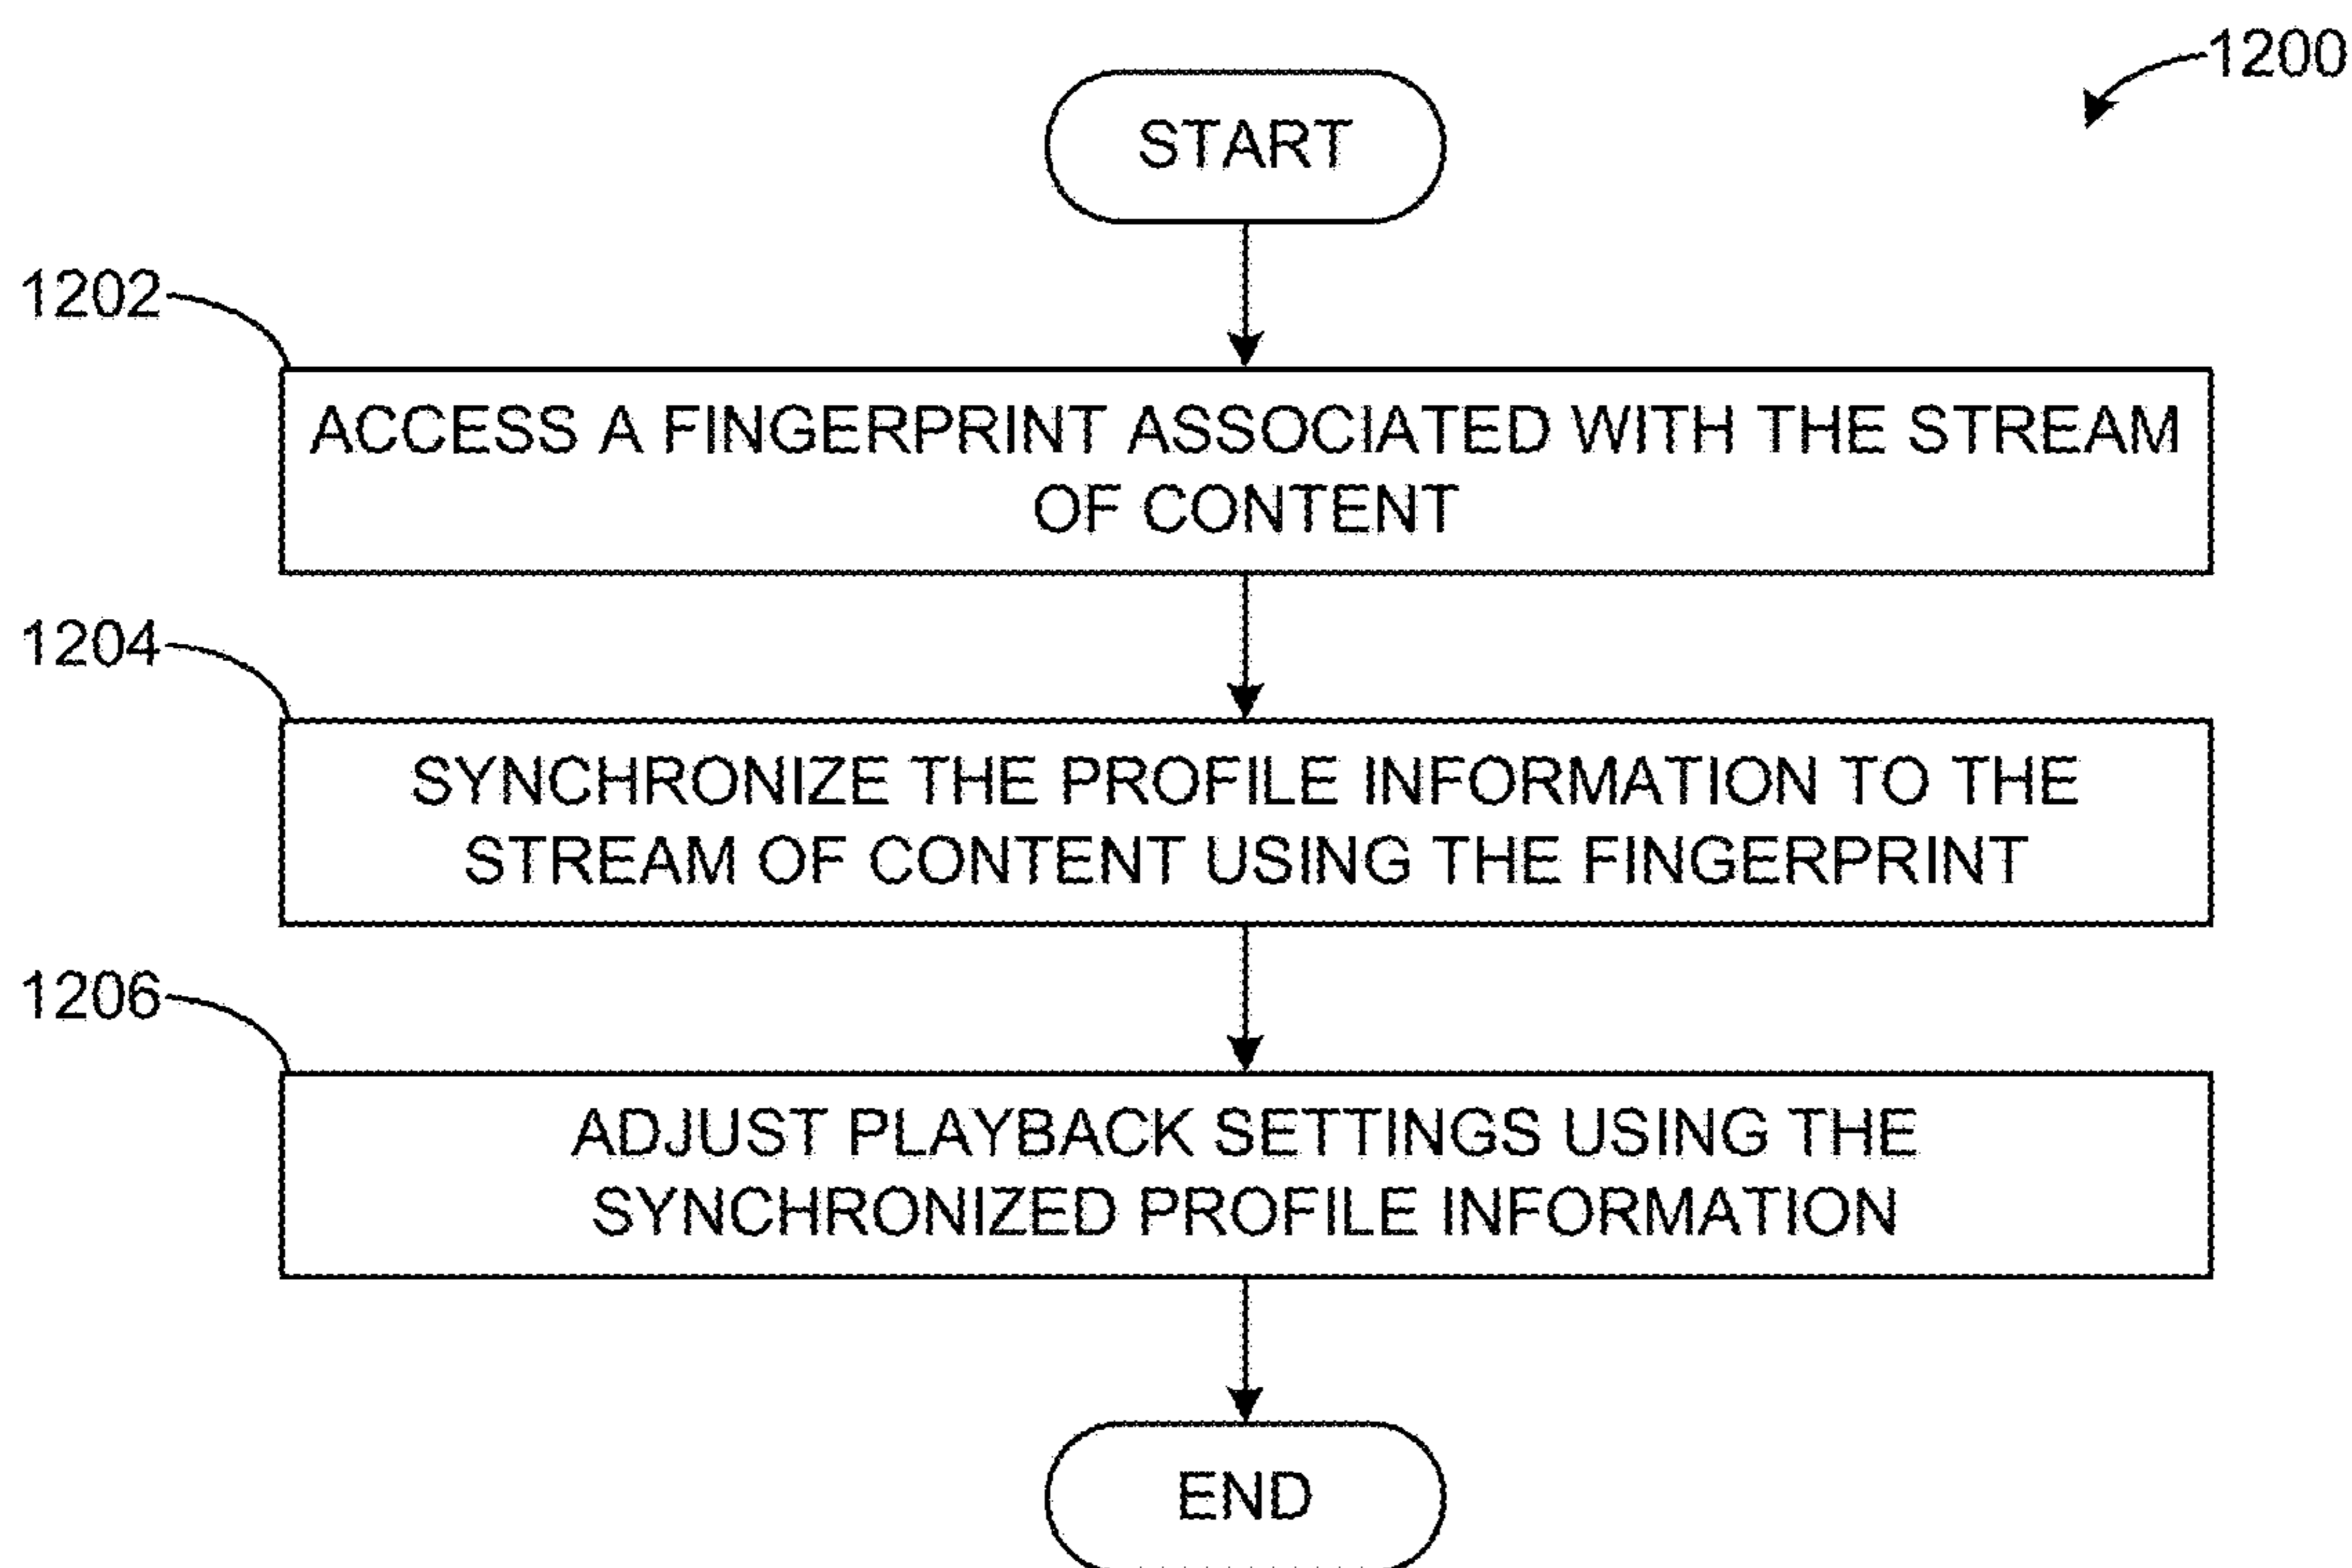 1200
START
1202
ACCESS A FINGERPRINT ASSOCIATED WITH THE STREAM
OF CONTENT
1204
SYNCHRONIZE THE PROFILE INFORMATION TO THE
STREAM OF CONTENT USING THE FINGERPRINT
1206
ADJUST PLAYBACK SETTINGS USING THE
SYNCHRONIZED PROFILE INFORMATION
END